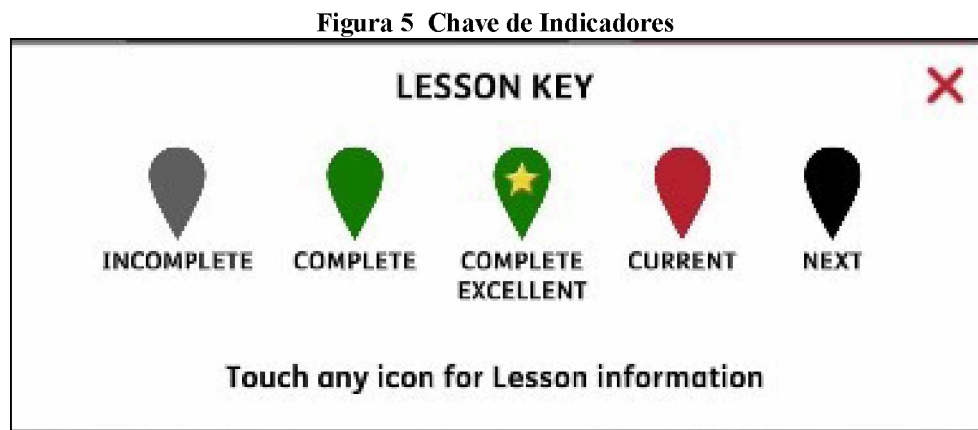 Figura 5 Chave de Indicadores
LESSON KEY
INCOMPLETE COMPLETE COMPLETE EXCELLENT CURRENT NEXT
Touch any icon for Lesson information